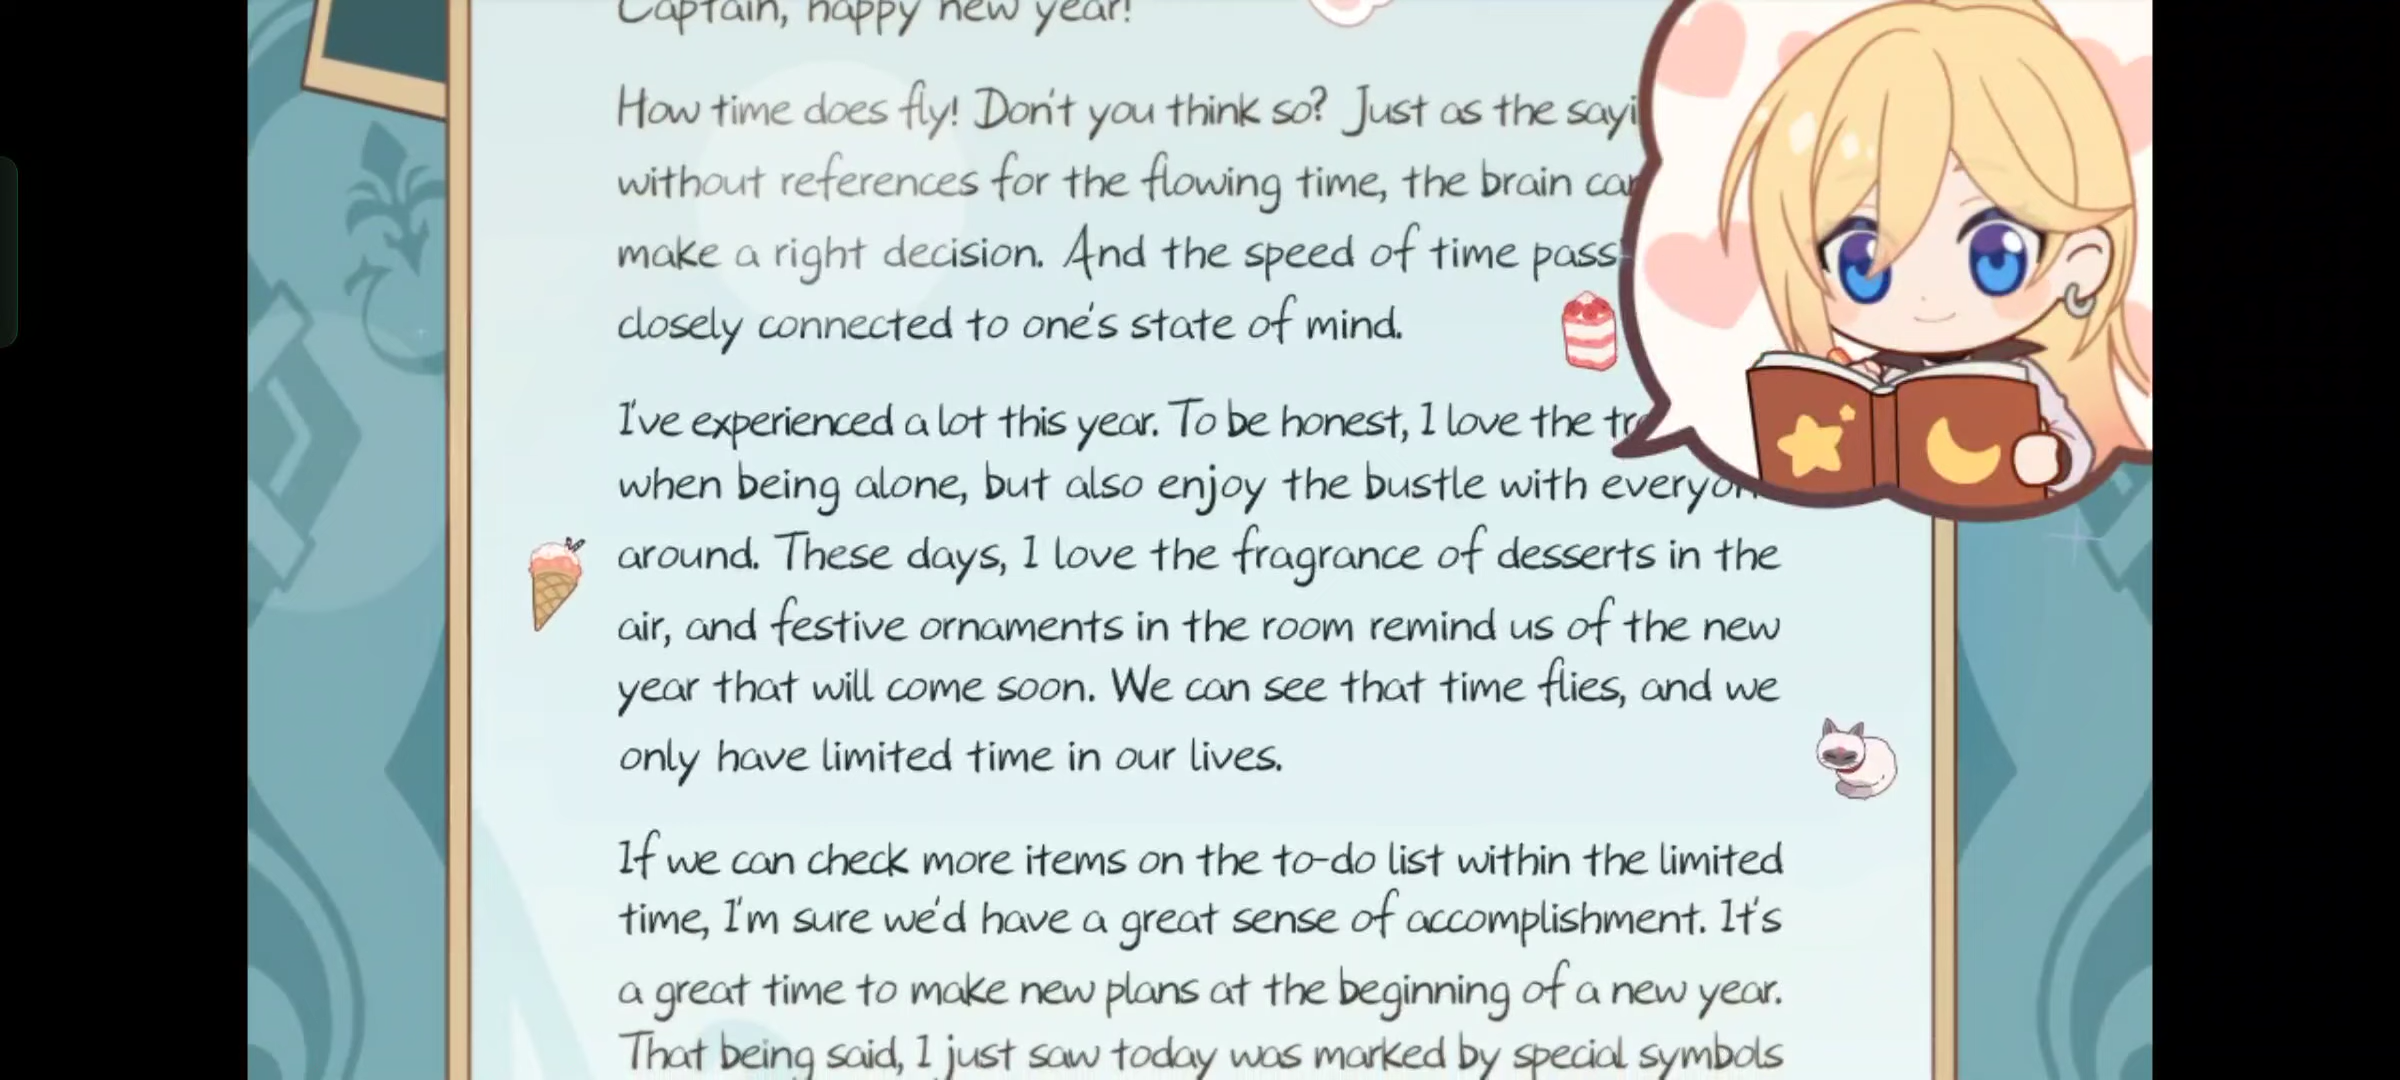 Captain, happy new year!
How time does fly! Don't you think so? Just as the
without references for the flowing time, the brain
make a right decision. And the speed of time
closely connected to one's state of mind.
I've experienced a lot this year. To be honest, I love the
when being alone, but also enjoy the bustle with
around. These days, I love the fragrance of desserts in the
air, and festive ornaments in the room remind us of the new
year that will come soon. We can see that time flies, and we
only have limited time in our lives.
If we can check more items on the to-do list within the limited
time, I'm sure we'd have a great sense of accomplishment. It's
a great time to make new plans at the beginning of a new year.
That being said, I just saw today was marked by special symbols